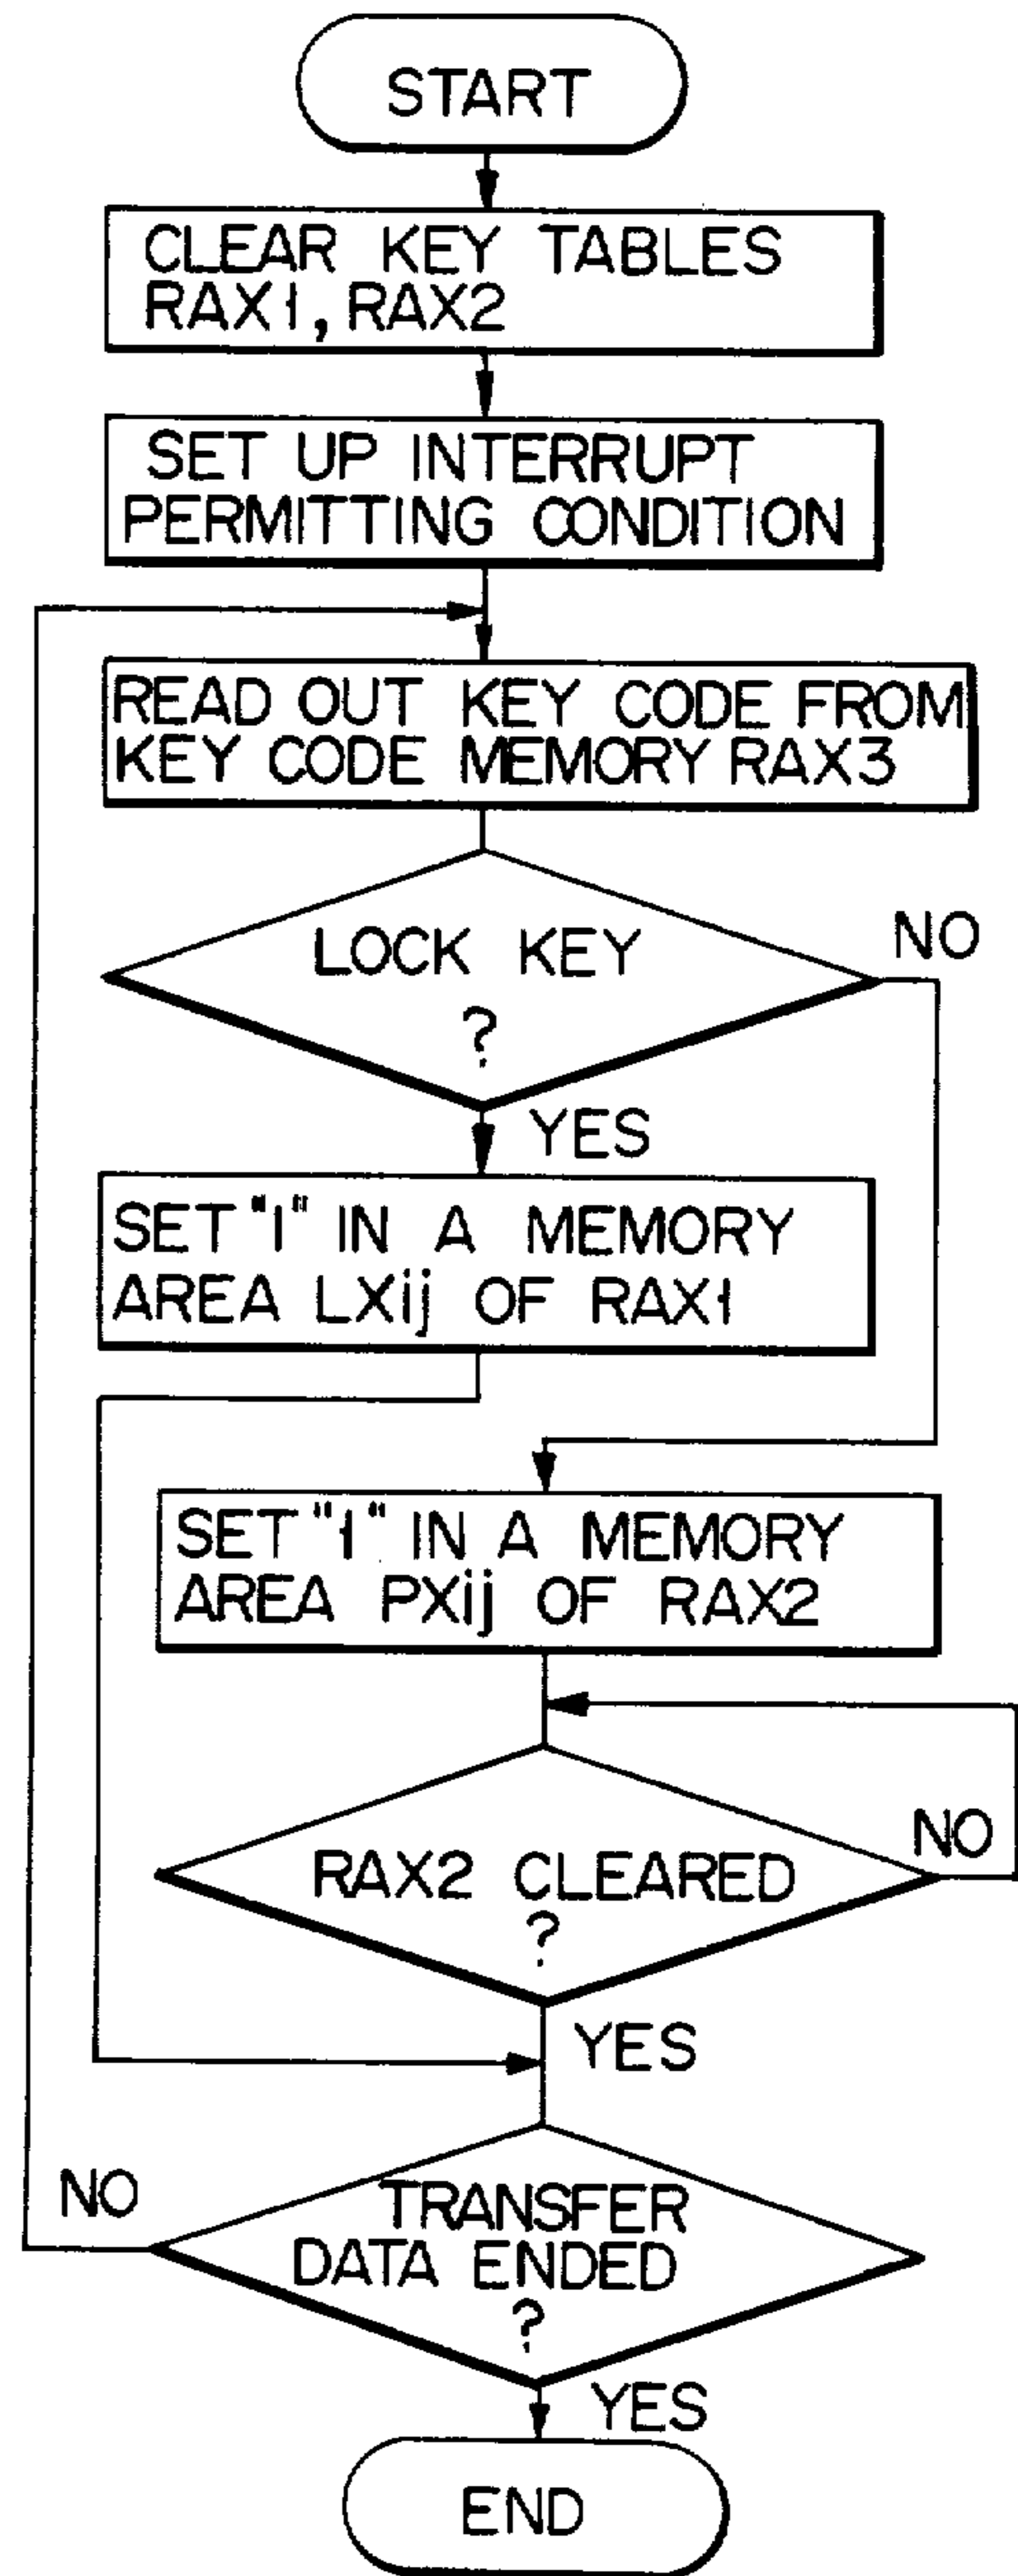 START
CLEAR KEY TABLES
RAX1, RAX2
SET UP INTERRUPT
PERMITTING CONDITION
READ OUT KEY CODE FROM
KEY CODE MEMORY RAX3
LOCK KEY
?
NO
YES
SET "1" IN A MEMORY
AREA LXij OF RAX1
SET "1" IN A MEMORY
AREA PXij OF RAX2
RAX2 CLEARED
?
NO
YES
TRANSFER
DATA ENDED
?
NO
YES
END